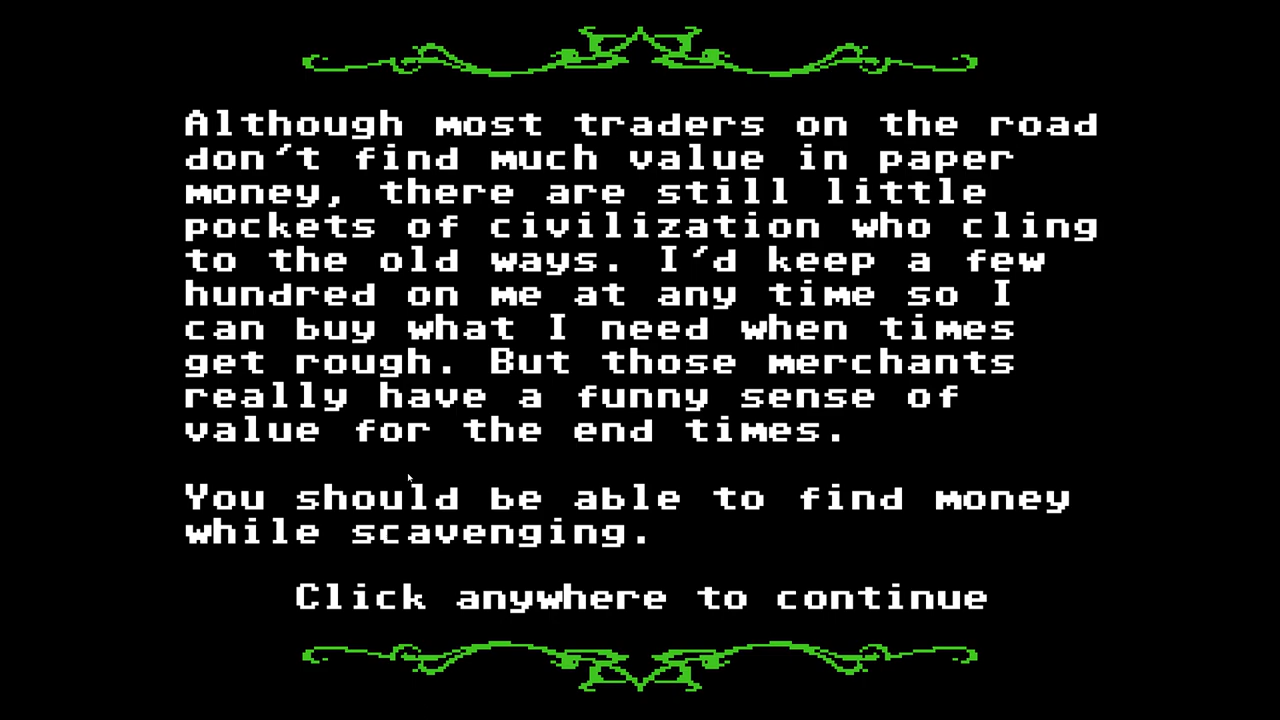 Although most traders on the road
don't find much value in paper
money, there are still little
pockets of civilization who cling
to the old ways. I'd keep a few
hundred on me at any time so I
can buy what I need when times
get rough. But those merchants
really have a funny sense of
value for the end times.
You should be able to find money
while scavenging.
Click anywhere to continue